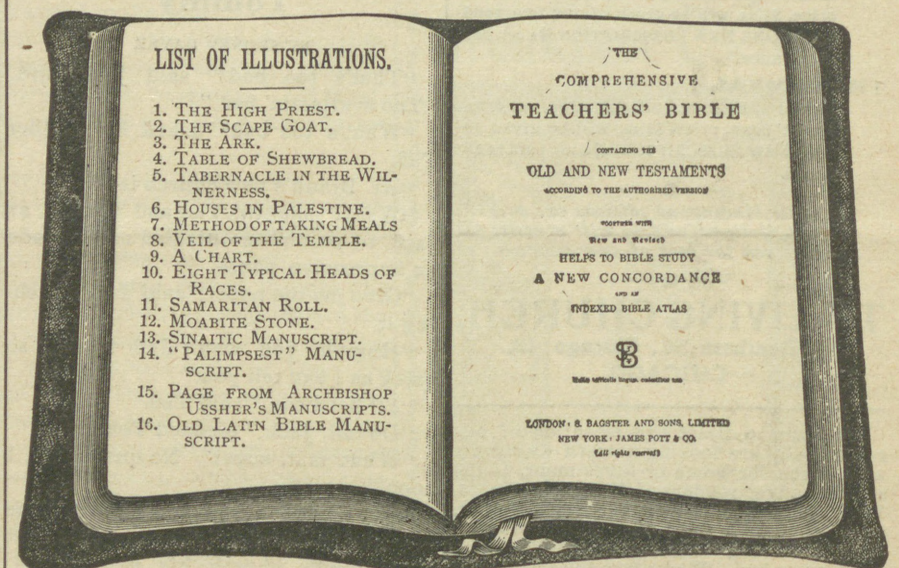 LIST OF ILLUSTRATIONS.
1. THE HIGH PRIEST.
2. THE SCAPE GOAT.
3. THE ARK.
4. TABLE OF SHEWBREAD.
5. TABERNACLE IN THE WIL-
NERNESS.
6. HOUSES IN PALESTINE.
7. METHOD OF TAKING MEALS
8. VEIL OF THE TEMPLE.
9. A CHART.
10. EIGHT TYPICAL HEADS OF
RACES.
11. SAMARITAN ROLL.
12. MOABITE STONE.
13. SINAITIC MANUSCRIPT.
14. "PALIMPSEST" MANU-
SCRIPT.
15. PAGE FROM ARCHBISHOP
USSHER'S MANUSCRIPTS.
16. OLD LATIN BIBLE MANU-
SCRIPT.
THE
COMPREHENSIVE
TEACHERS' BIBLE
CONTAINING THE
OLD AND NEW TESTAMENTS
ACCORDING TO THE AUTHORISED VERSION
TOGETHER WITH
New and Revised
HELPS TO BIBLE STUDY
A NEW CONCORDANCE
AND AN
INDEXED BIBLE ATLAS
SB
LONDON: S. BAGSTER AND SONS, LIMITED
NEW YORK: JAMES POTT & CO.
(All rights reserved)